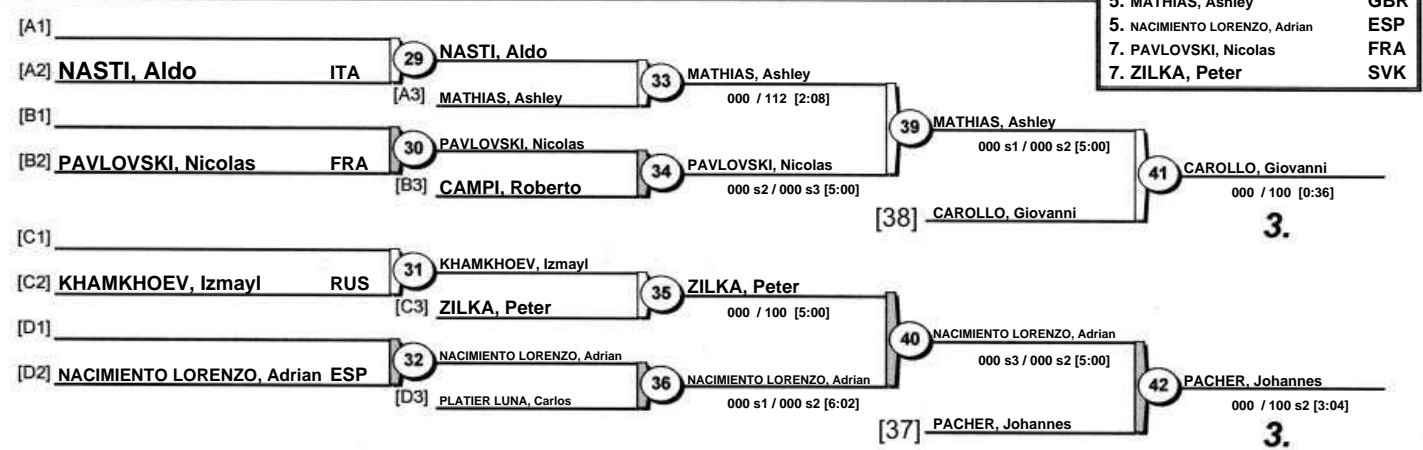 5. MATHIAS, Ashley GBR
5. NACIMIENTO LORENZO, Adrian ESP
7. PAVLOVSKI, Nicolas FRA
7. ZILKA, Peter SVK
[A1]
[A2] NASTI, Aldo ITA
29
NASTI, Aldo
[A3] MATHIAS, Ashley
33
MATHIAS, Ashley
000 / 112 [2:08]
[B1]
[B2] PAVLOVSKI, Nicolas FRA
30
PAVLOVSKI, Nicolas
[B3] CAMPI, Roberto
34
PAVLOVSKI, Nicolas
000 s2 / 000 s3 [5:00]
39
MATHIAS, Ashley
000 s1 / 000 s2 [5:00]
[38] CAROLLO, Giovanni
41
CAROLLO, Giovanni
000 / 100 [0:36]
3.
[C1]
[C2] KHAMKHOEV, Izmayl RUS
31
KHAMKHOEV, Izmayl
[C3] ZILKA, Peter
35
ZILKA, Peter
000 / 100 [5:00]
[D1]
[D2] NACIMIENTO LORENZO, Adrian ESP
32
NACIMIENTO LORENZO, Adrian
[D3] PLATIER LUNA, Carlos
36
NACIMIENTO LORENZO, Adrian
000 s1 / 000 s2 [6:02]
40
NACIMIENTO LORENZO, Adrian
000 s3 / 000 s2 [5:00]
[37] PACHER, Johannes
42
PACHER, Johannes
000 / 100 s2 [3:04]
3.